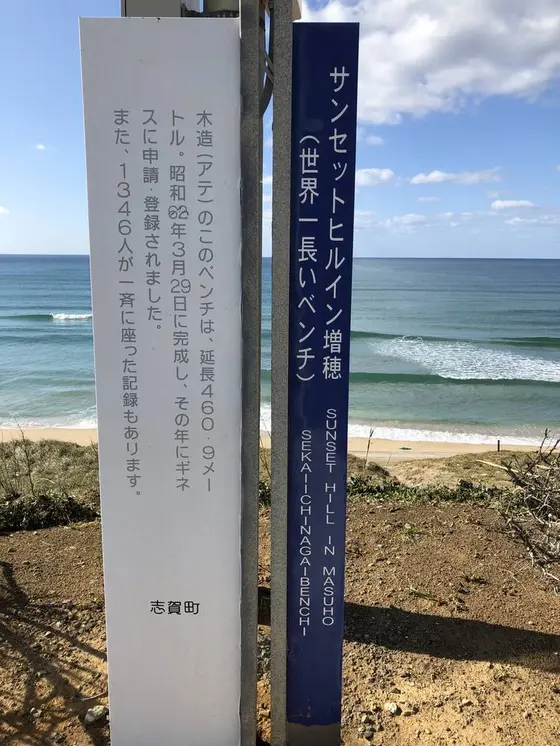 サンセットヒルイン増穂
（世界一長いベンチ）
SUNSET HILL IN MASUHO
SEKAIICHINAGAIBENCHI
木造（アテ）のこのベンチは、延長460・9メー
トル。昭和62年3月29日に完成し、その年にギネ
スに申請・登録されました。
また、1346人が一斉に座った記録もあります。
志賀町